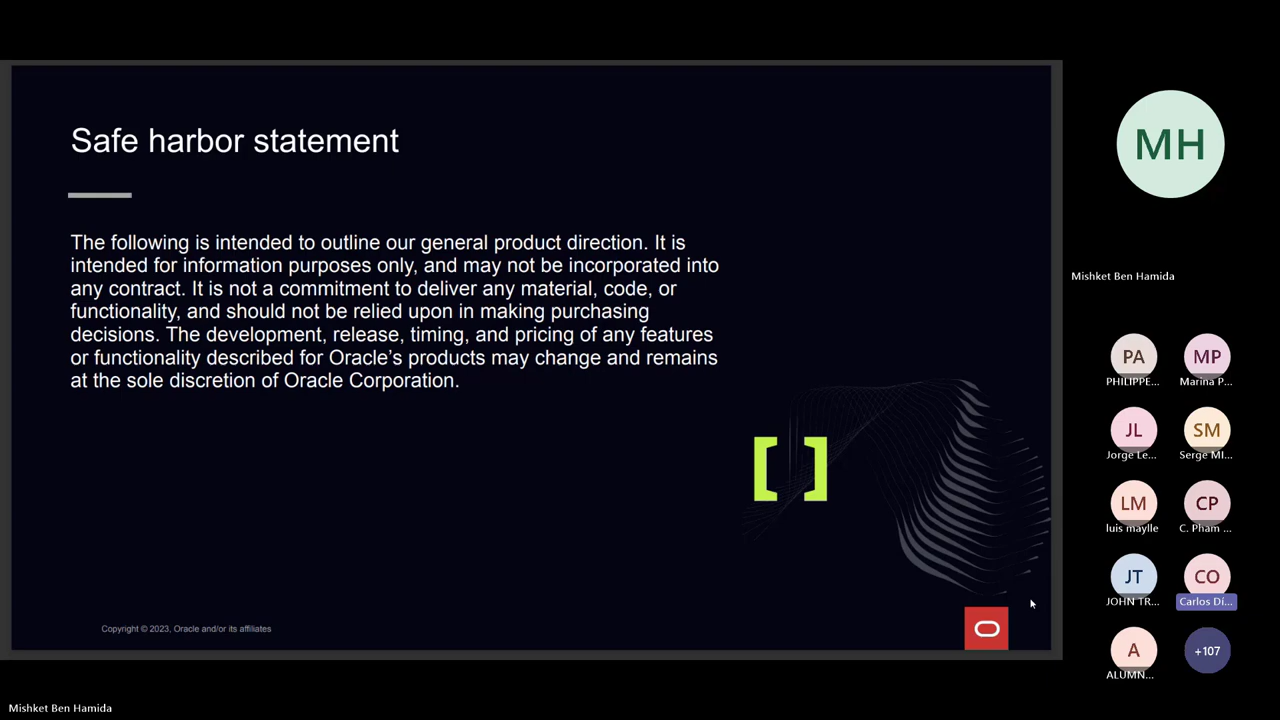 Safe harbor statement
The following is intended to outline our general product direction. It is
intended for information purposes only, and may not be incorporated into
any contract. It is not a commitment to deliver any material, code, or
functionality, and should not be relied upon in making purchasing
decisions. The development, release, timing, and pricing of any features
or functionality described for Oracle’s products may change and remains
at the sole discretion of Oracle Corporation.
[ ]
Copyright © 2023, Oracle and/or its affiliates
MH
Mishket Ben Hamida
PA
PHILIPPE...
MP
Marina P...
JL
Jorge Le...
SM
Serge MI...
LM
luis maylle
CP
C. Pham ...
JT
JOHN TR...
CO
Carlos Dí...
A
ALUMN...
+107
Mishket Ben Hamida